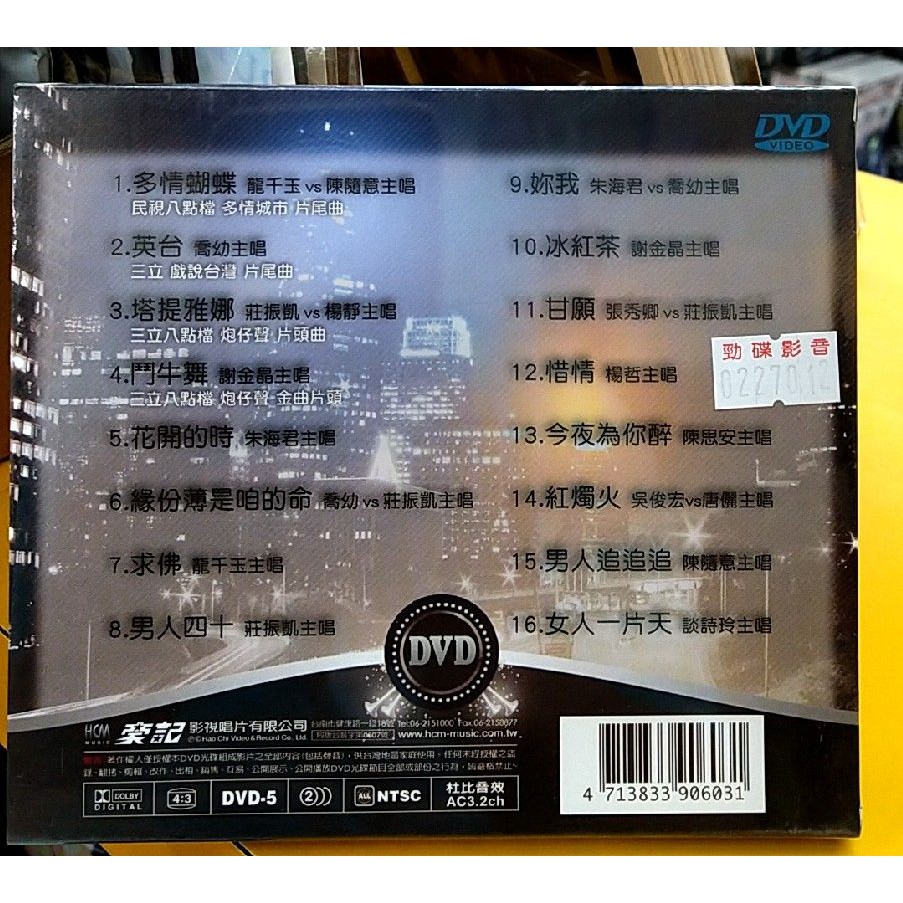 DVD
VIDEO
1.多情蝴蝶 龍千玉vs陳隨意主唱
民視八點檔 多情城市 片尾曲
2.英台 喬幼主唱
三立 戲說台灣 片尾曲
3.塔提雅娜 莊振凱vs楊靜主唱
三立八點檔 炮仔聲 片頭曲
4.鬥牛舞 謝金晶主唱
三立八點檔 炮仔聲 金曲片頭
5.花開的時 朱海君主唱
6.緣份薄是咱的命 喬幼vs莊振凱主唱
7.求佛 龍千玉主唱
8.男人四十 莊振凱主唱
9.妳我 朱海君vs喬幼主唱
10.冰紅茶 謝金晶主唱
11.甘願 張秀卿vs莊振凱主唱
12.惜情 楊哲主唱
13.今夜為你醉 陳思安主唱
14.紅燭火 吳俊宏vs唐儷主唱
15.男人追追追 陳隨意主唱
16.女人一片天 談詩玲主唱
勁碟影音
DVD
HCM
MUSIC
豪記影視唱片有限公司
www.hcm-music.com.tw
DOLBY
DIGITAL
4:3
DVD-5
2
ALL NTSC
杜比音效
AC3.2ch
4 713833 906031